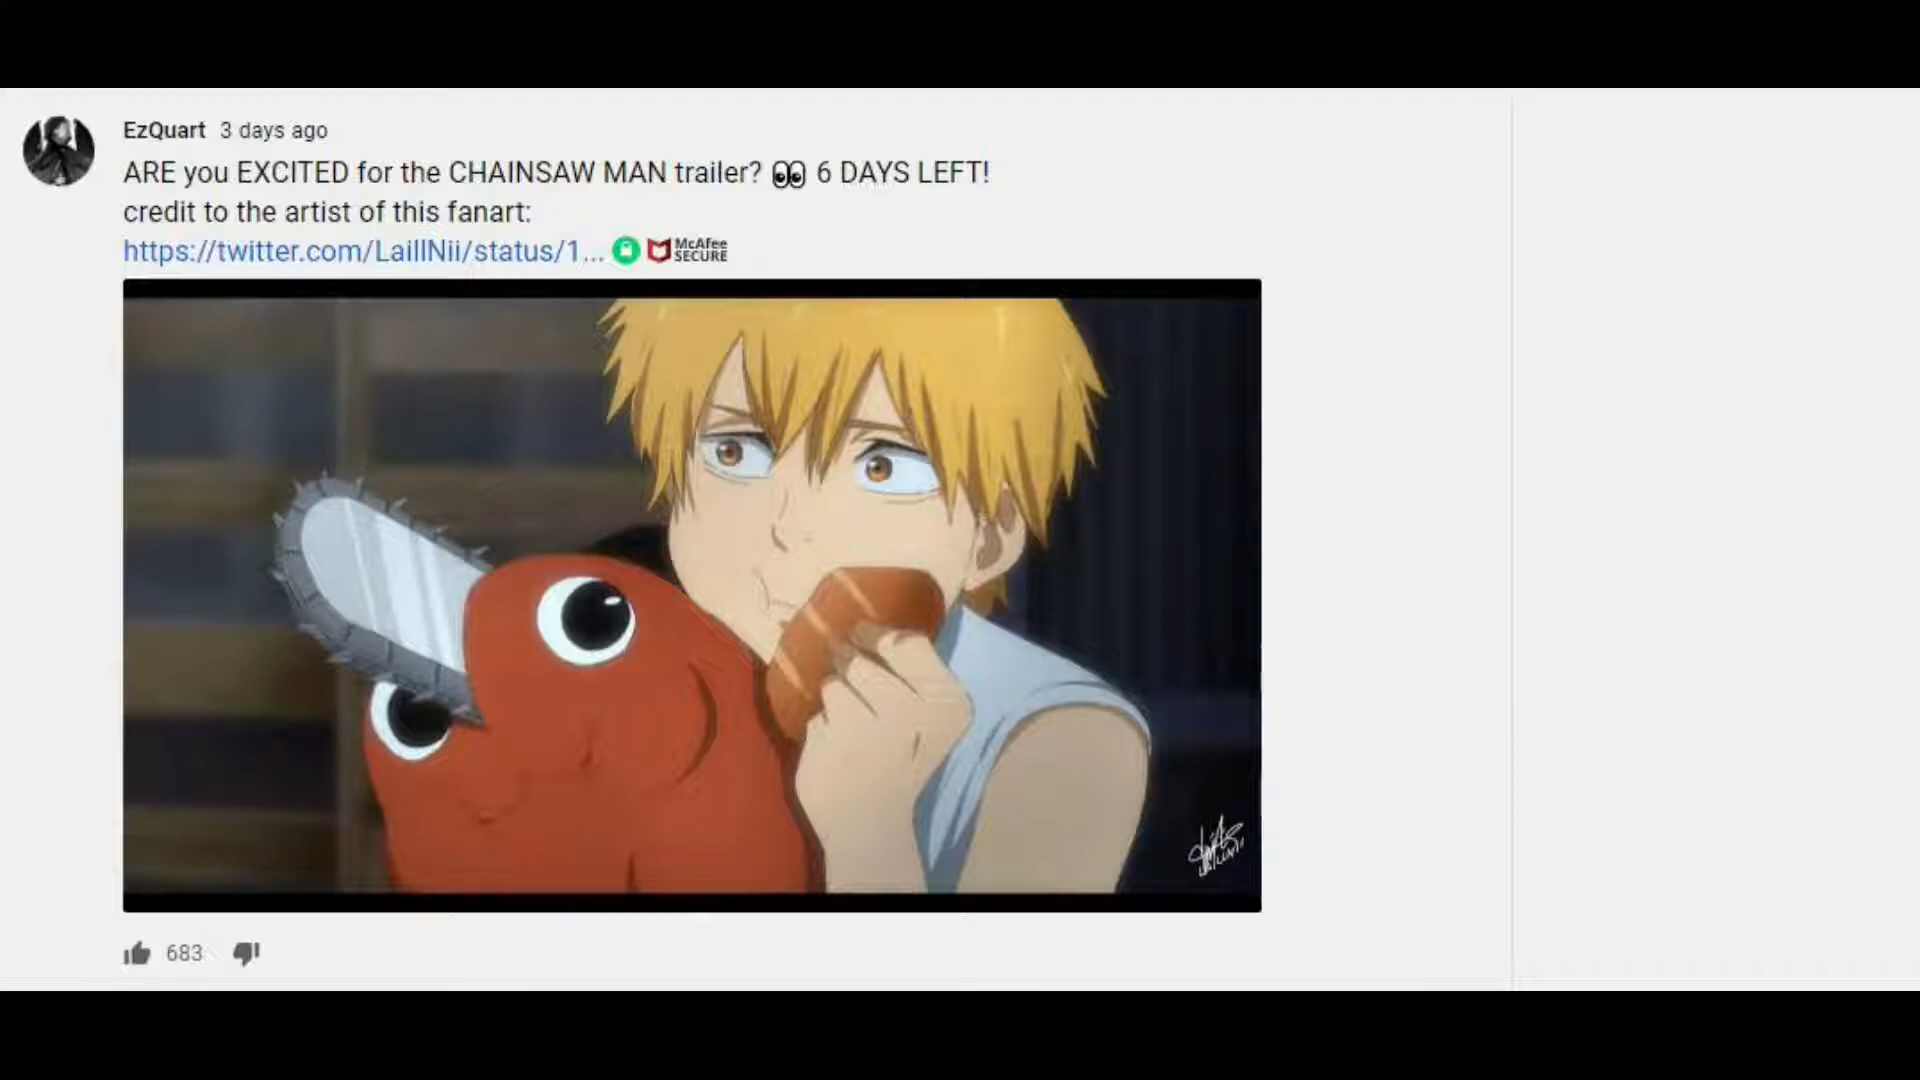 EzQuart 3 days ago
ARE you EXCITED for the CHAINSAW MAN trailer? 👀 6 DAYS LEFT!
credit to the artist of this fanart:
https://twitter.com/LaillNii/status/1... McAfee SECURE
683